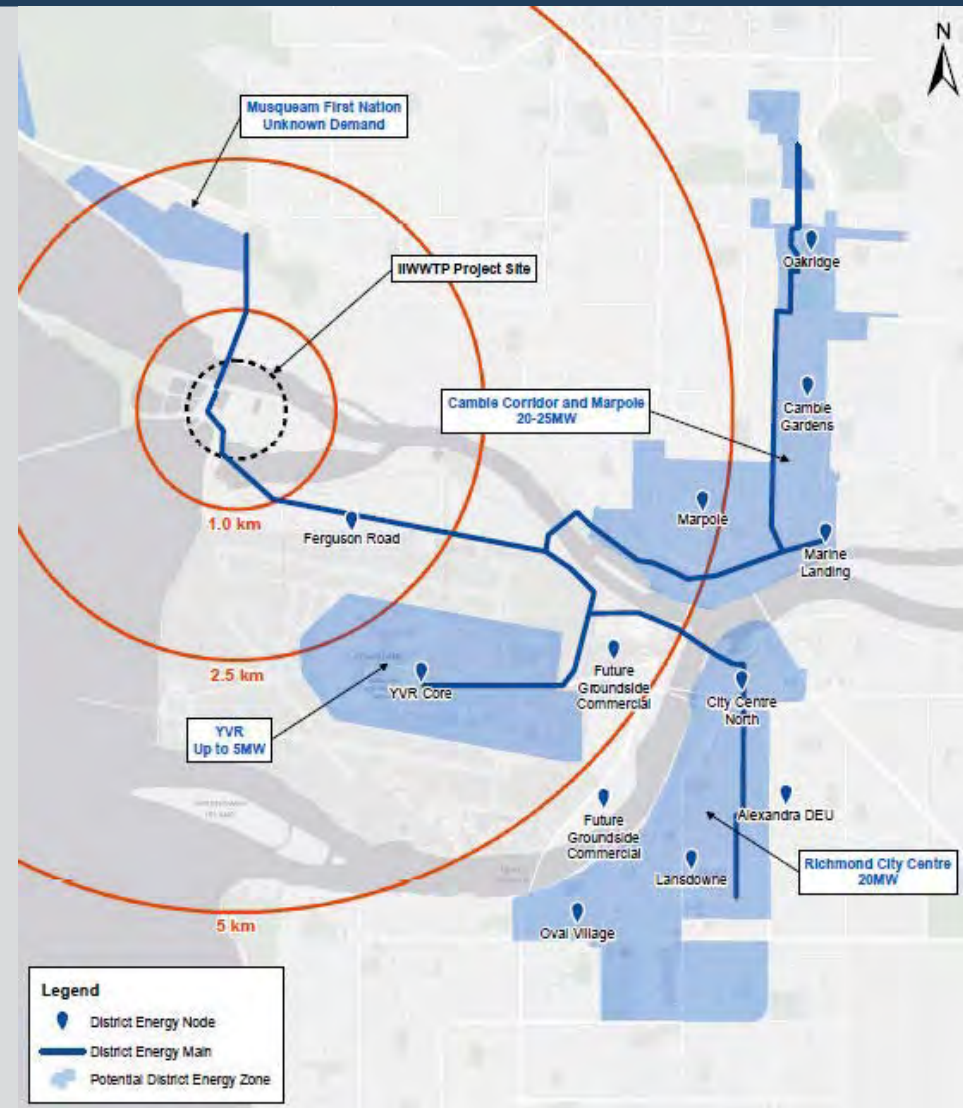 N
Musqueam First Nation
Unknown Demand
IIWWTP Project Site
Oakridge
Cambie Corridor and Marpole
20-25MW
Cambie
Gardens
Marpole
1.0 km
Ferguson Road
Marine
Landing
2.5 km
YVR Core
Future
Groundside
Commercial
City Centre
North
YVR
Up to 5MW
Future
Groundside
Commercial
Alexandra DEU
Lansdowne
Richmond City Centre
20MW
Oval Village
5 km
Legend
District Energy Node
District Energy Main
Potential District Energy Zone